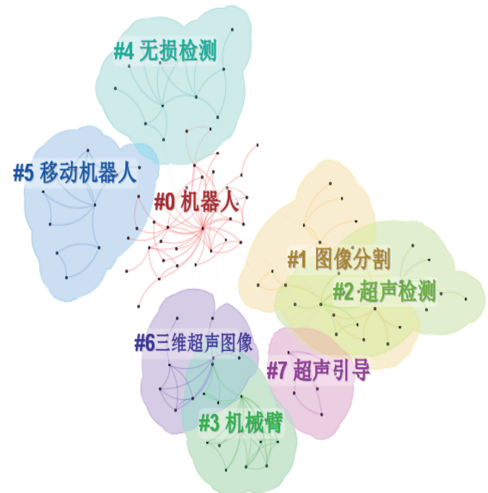 #4 无损检测
#5 移动机器人
#0 机器人
#1 图像分割
#2 超声检测
#6三维超声图像
#7 超声引导
#3 机械臂